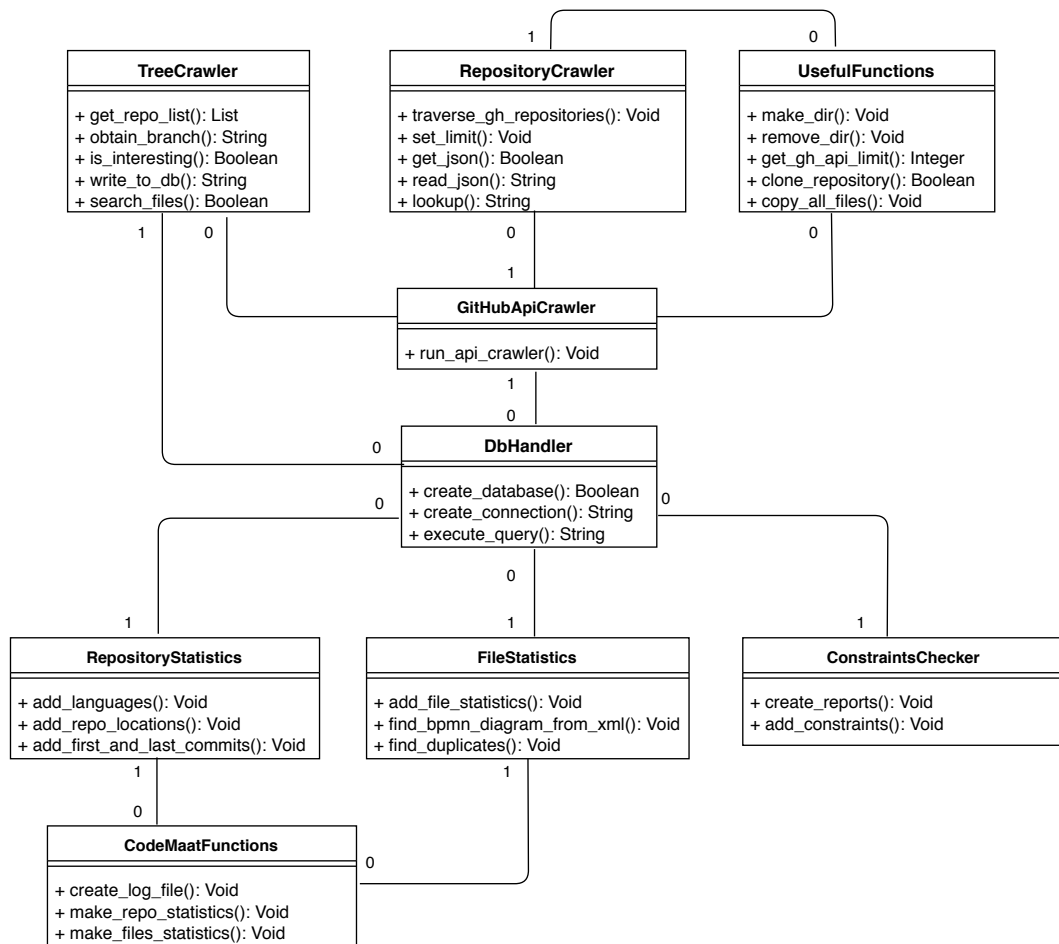 1
0
TreeCrawler
+ get_repo_list(): List
+ obtain_branch(): String
+ is_interesting(): Boolean
+ write_to_db(): String
+ search_files(): Boolean
RepositoryCrawler
+ traverse_gh_repositories(): Void
+ set_limit(): Void
+ get_json(): Boolean
+ read_json(): String
+ lookup(): String
UsefulFunctions
+ make_dir(): Void
+ remove_dir(): Void
+ get_gh_api_limit(): Integer
+ clone_repository(): Boolean
+ copy_all_files(): Void
1
0
0
0
1
GitHubApiCrawler
+ run_api_crawler(): Void
1
0
0
DbHandler
+ create_database(): Boolean
+ create_connection(): String
+ execute_query(): String
0
0
0
1
1
1
RepositoryStatistics
+ add_languages(): Void
+ add_repo_locations(): Void
+ add_first_and_last_commits(): Void
FileStatistics
+ add_file_statistics(): Void
+ find_bpmn_diagram_from_xml(): Void
+ find_duplicates(): Void
ConstraintsChecker
+ create_reports(): Void
+ add_constraints(): Void
1
1
0
0
CodeMaatFunctions
+ create_log_file(): Void
+ make_repo_statistics(): Void
+ make_files_statistics(): Void